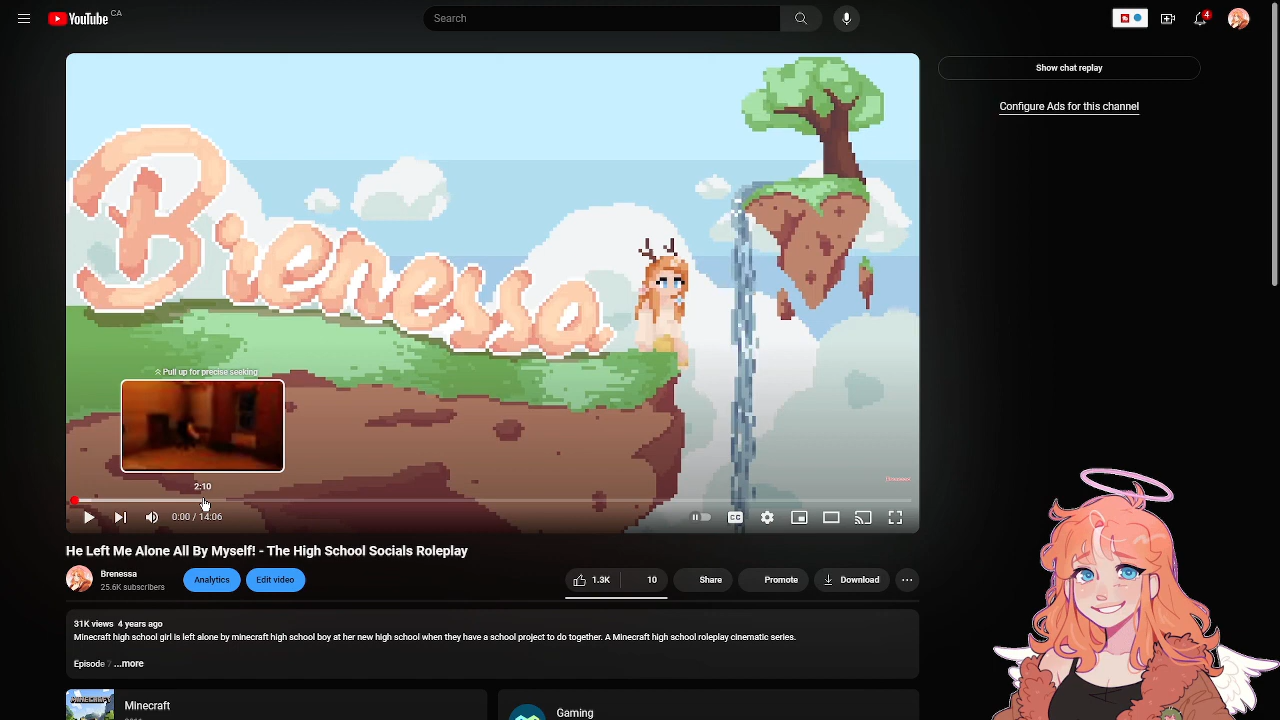 YouTube CA
Search
4
Show chat replay
Configure Ads for this channel
Brenessa
Pull up for precise seeking
2:10
0:00 / 14:06
CC
He Left Me Alone All By Myself! - The High School Socials Roleplay
Brenessa
25.6K subscribers
Analytics
Edit video
1.3K
10
Share
Promote
Download
31K views 4 years ago
Minecraft high school girl is left alone by minecraft high school boy at her new high school when they have a school project to do together. A Minecraft high school roleplay cinematic series.
Episode 7 ...more
MINECRAFT
Minecraft
Gaming